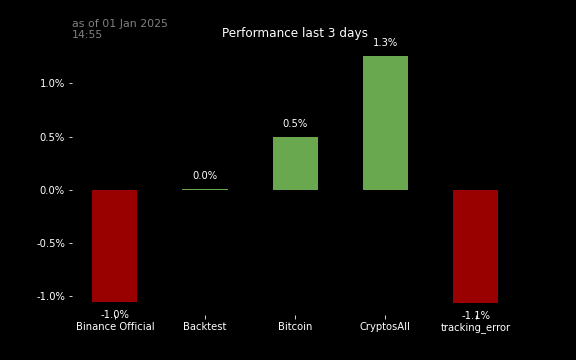 as of 01 Jan 2025
14:55
Performance last 3 days
1.3%
1.0%
0.5%
0.5%
0.0%
0.0%
-0.5%
-1.0%
-1.0%
-1.1%
Binance Official
Backtest
Bitcoin
CryptosAll
tracking_error